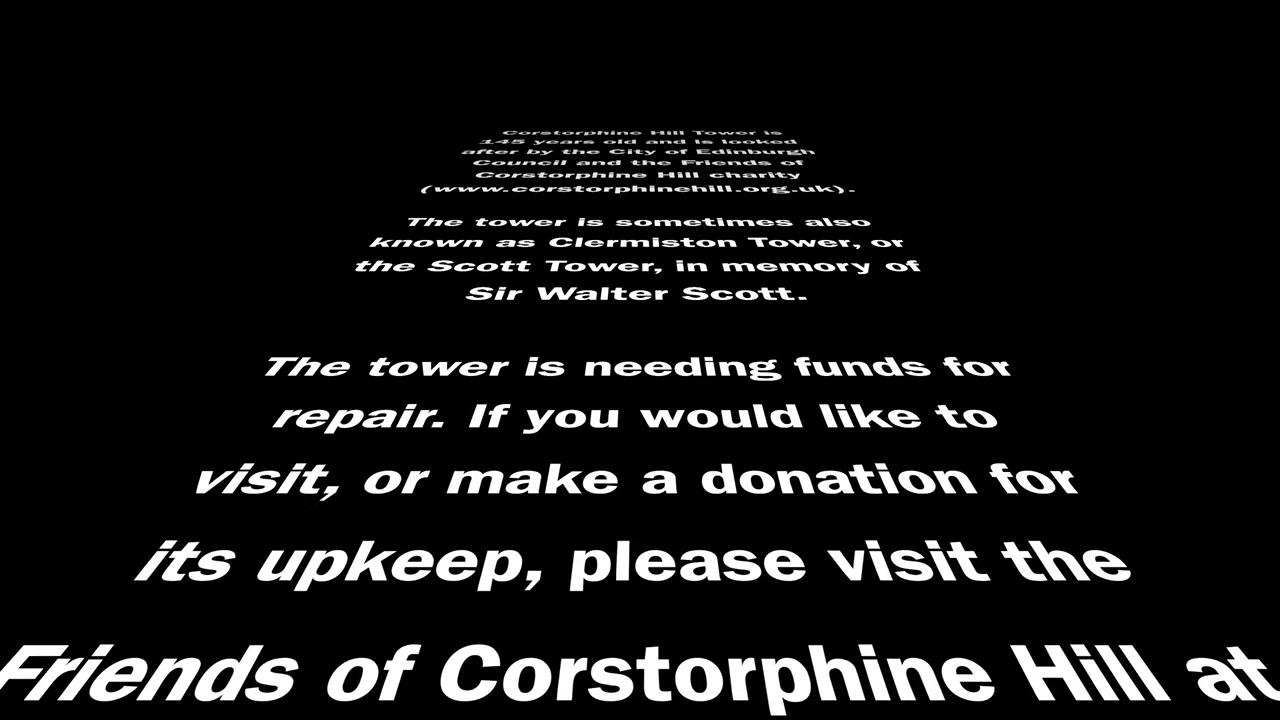 Corstorphine Hill Tower is
145 years old and is looked
after by the City of Edinburgh
Council and the Friends of
Corstorphine Hill charity
(www.corstorphinehill.org.uk).
The tower is sometimes also
known as Clermiston Tower, or
the Scott Tower, in memory of
Sir Walter Scott.
The tower is needing funds for
repair. If you would like to
visit, or make a donation for
its upkeep, please visit the
Friends of Corstorphine Hill at